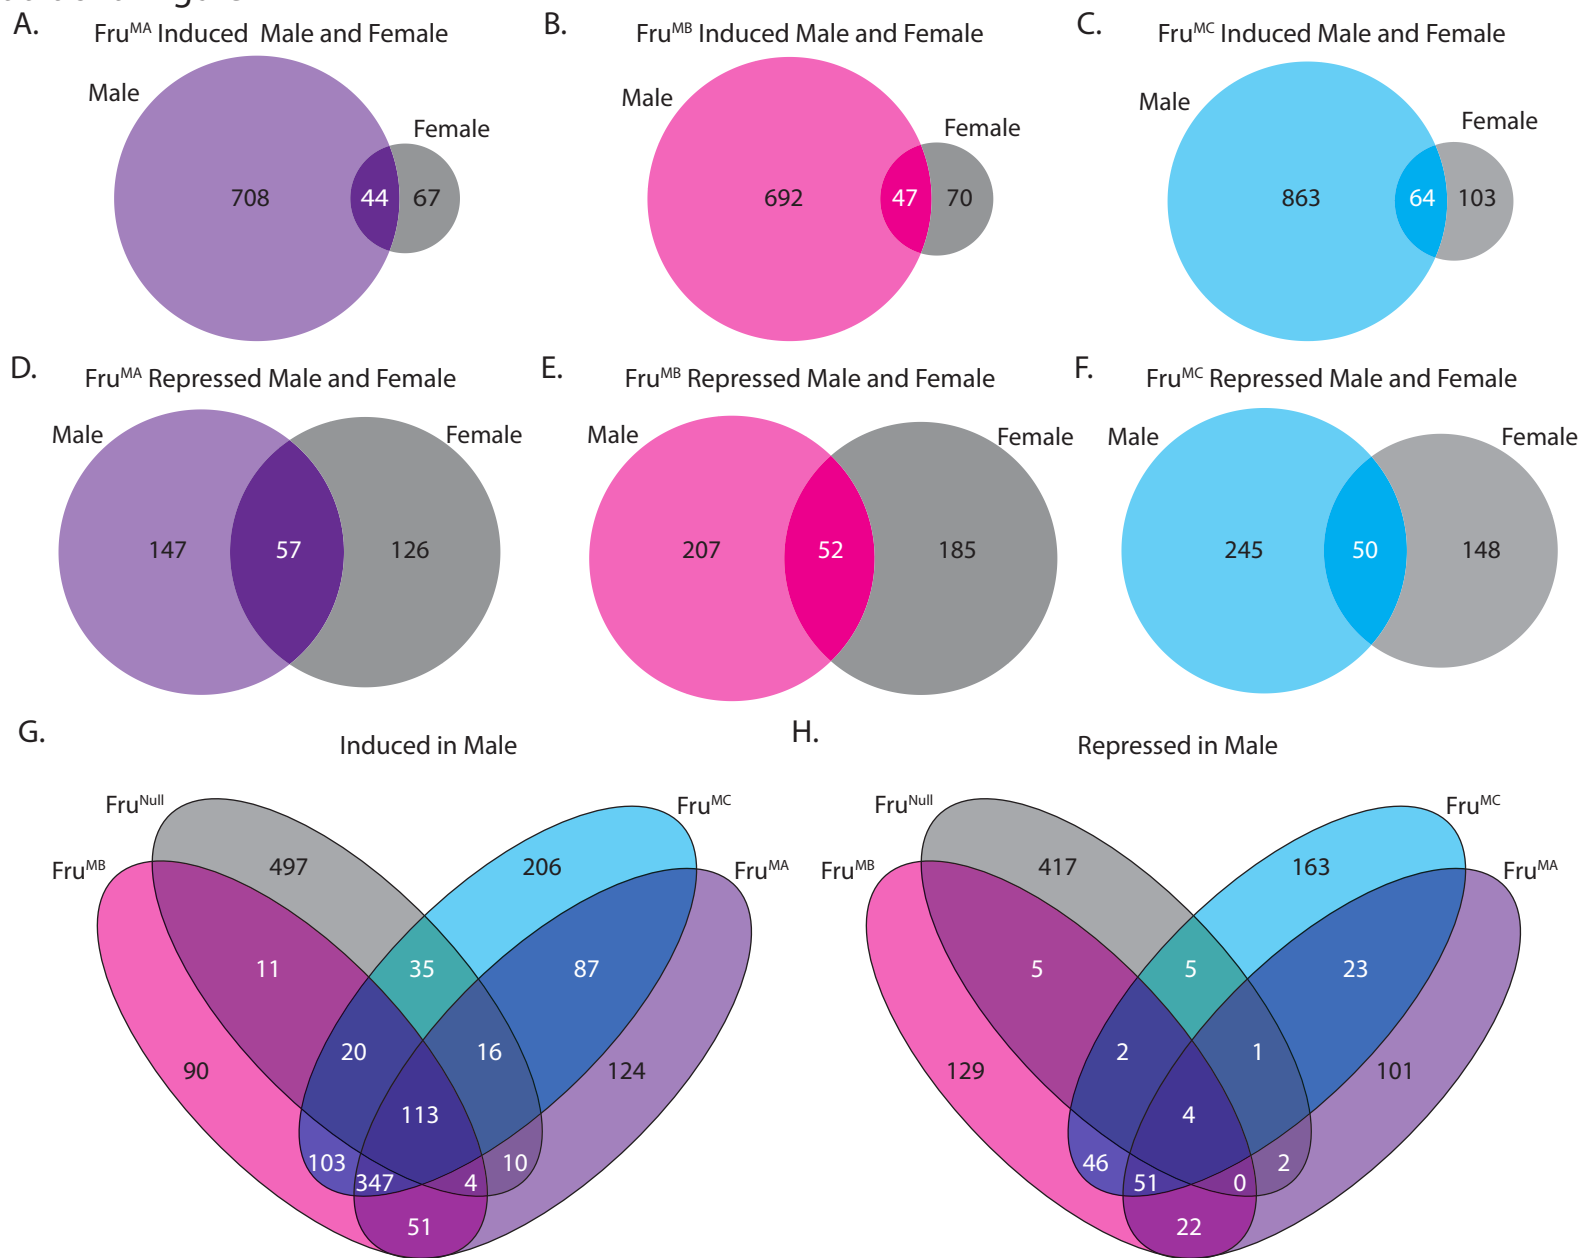 A.
Fru^MA Induced Male and Female
Male
Female
708
44
67
B.
Fru^MB Induced Male and Female
Male
Female
692
47
70
C.
Fru^MC Induced Male and Female
Male
Female
863
64
103
D.
Fru^MA Repressed Male and Female
Male
Female
147
57
126
E.
Fru^MB Repressed Male and Female
Male
Female
207
52
185
F.
Fru^MC Repressed Male and Female
Male
Female
245
50
148
G.
Induced in Male
Fru^Null
Fru^MC
Fru^MB
Fru^MA
497
206
11
35
87
20
16
90
124
113
103
10
347
4
51
H.
Repressed in Male
Fru^Null
Fru^MC
Fru^MB
Fru^MA
417
163
5
5
23
2
1
129
101
4
46
2
51
0
22